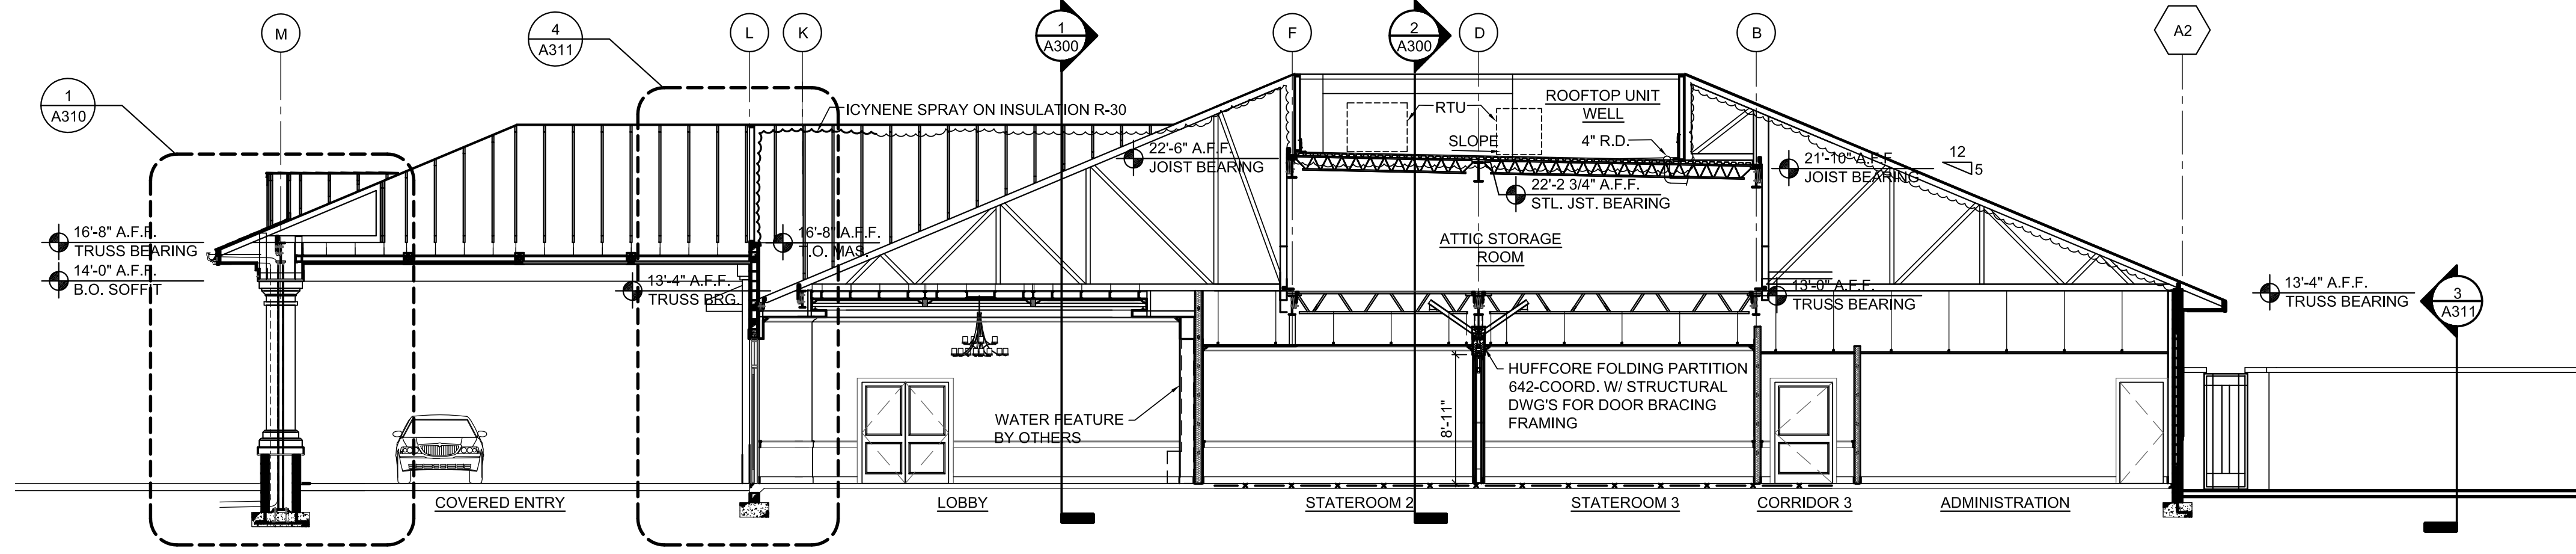 M
4
A311
L
K
1
A300
F
2
A300
D
B
A2
1
A310
ICYNENE SPRAY ON INSULATION R-30
RTU
ROOFTOP UNIT
WELL
SLOPE
4" R.D.
22'-6" A.F.F.
JOIST BEARING
21'-10" A.F.F.
JOIST BEARING
12
5
22'-2 3/4" A.F.F.
STL. JST. BEARING
16'-8" A.F.F.
TRUSS BEARING
14'-0" A.F.F.
B.O. SOFFIT
16'-8" A.F.F.
T.O. MAS.
ATTIC STORAGE
ROOM
13'-4" A.F.F.
TRUSS BRG.
13'-0" A.F.F.
TRUSS BEARING
13'-4" A.F.F.
TRUSS BEARING
3
A311
HUFFCORE FOLDING PARTITION
642-COORD. W/ STRUCTURAL
DWG'S FOR DOOR BRACING
FRAMING
8'-11"
WATER FEATURE
BY OTHERS
COVERED ENTRY
LOBBY
STATEROOM 2
STATEROOM 3
CORRIDOR 3
ADMINISTRATION